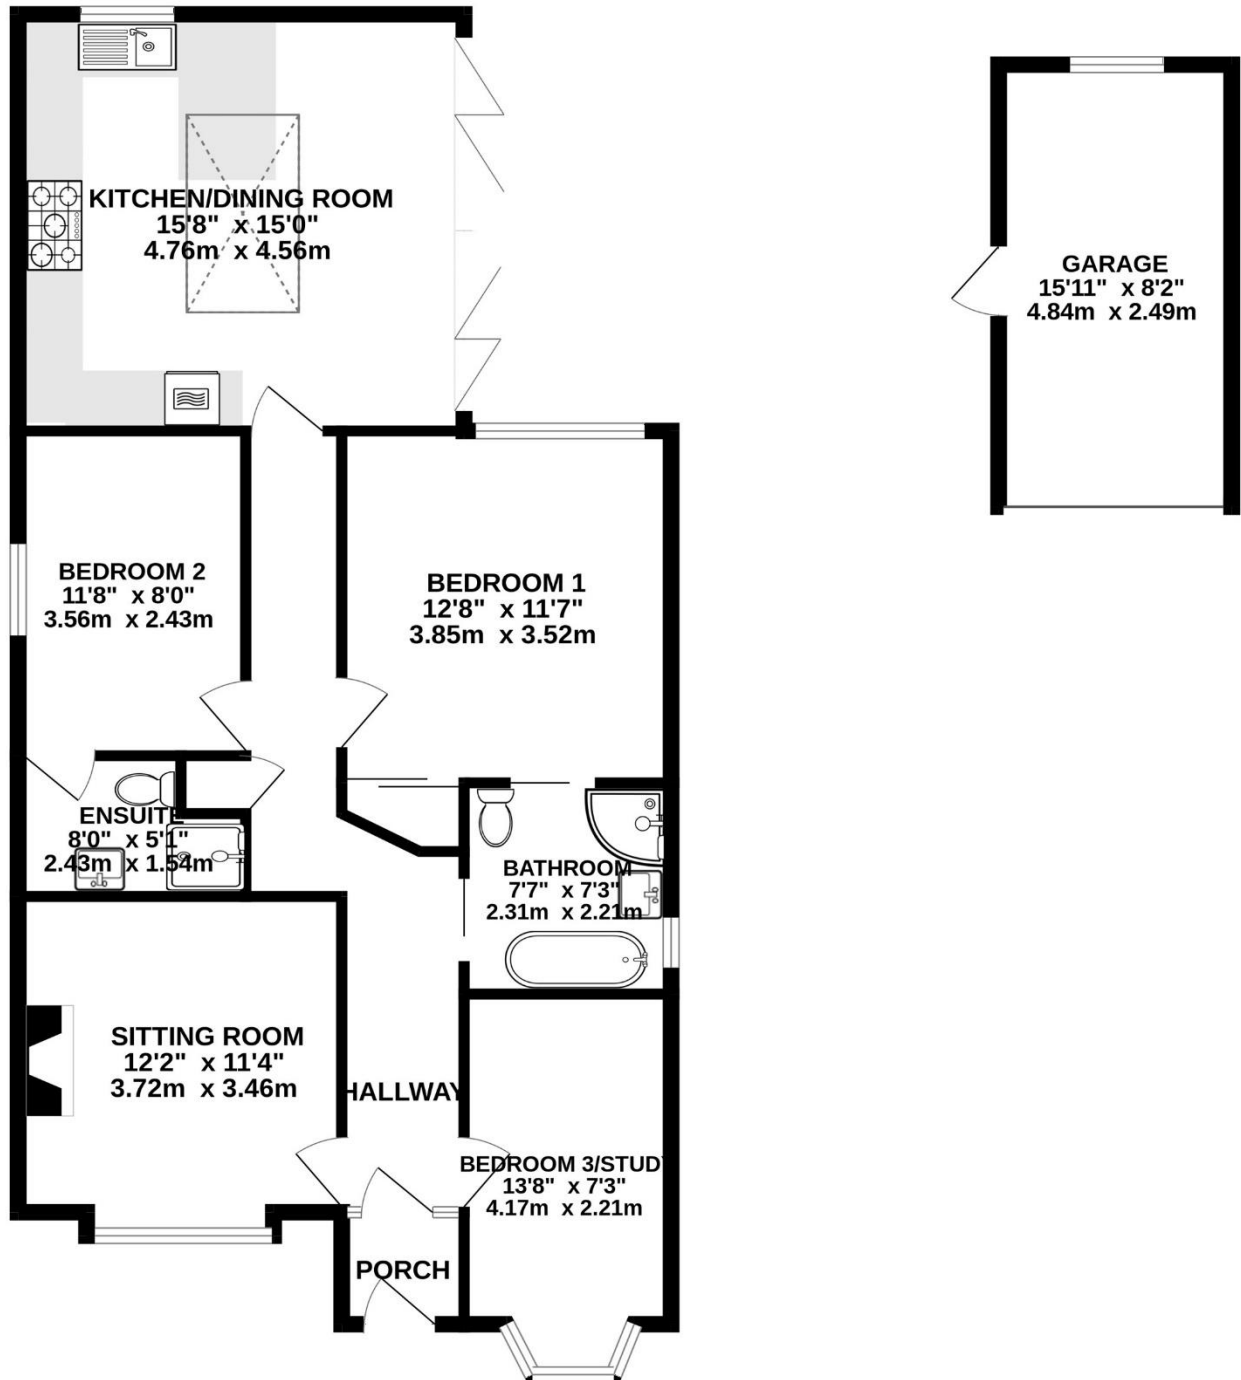 KITCHEN/DINING ROOM
15'8" x 15'0"
4.76m x 4.56m
GARAGE
15'11" x 8'2"
4.84m x 2.49m
BEDROOM 2
11'8" x 8'0"
3.56m x 2.43m
BEDROOM 1
12'8" x 11'7"
3.85m x 3.52m
ENSUITE
8'0" x 5'1"
2.43m x 1.54m
BATHROOM
7'7" x 7'3"
2.31m x 2.21m
SITTING ROOM
12'2" x 11'4"
3.72m x 3.46m
HALLWAY
BEDROOM 3/STUDY
13'8" x 7'3"
4.17m x 2.21m
PORCH